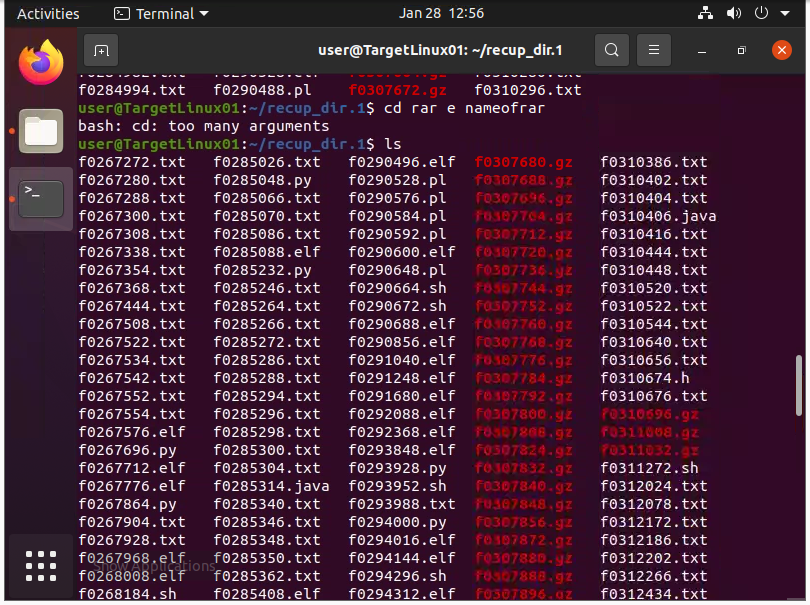 Activities Terminal Jan 28 12:56
user@TargetLinux01: ~/recup_dir.1
f0284994.txt f0290488.pl f0307672.gz f0310296.txt
user@TargetLinux01:~/recup_dir.1$ cd rar e nameofrar
bash: cd: too many arguments
user@TargetLinux01:~/recup_dir.1$ ls
f0267272.txt f0285026.txt f0290496.elf f0307680.gz f0310386.txt
f0267280.txt f0285048.py f0290528.pl f0307688.gz f0310402.txt
f0267288.txt f0285066.txt f0290576.pl f0307696.gz f0310404.txt
f0267300.txt f0285070.txt f0290584.pl f0307704.gz f0310406.java
f0267308.txt f0285086.txt f0290592.pl f0307712.gz f0310416.txt
f0267338.txt f0285088.elf f0290600.elf f0307720.gz f0310444.txt
f0267354.txt f0285232.py f0290648.pl f0307736.gz f0310448.txt
f0267368.txt f0285246.txt f0290664.sh f0307744.gz f0310520.txt
f0267444.txt f0285264.txt f0290672.sh f0307752.gz f0310522.txt
f0267508.txt f0285266.txt f0290688.elf f0307760.gz f0310544.txt
f0267522.txt f0285272.txt f0290856.elf f0307768.gz f0310640.txt
f0267534.txt f0285286.txt f0291040.elf f0307776.gz f0310656.txt
f0267542.txt f0285288.txt f0291248.elf f0307784.gz f0310674.h
f0267552.txt f0285294.txt f0291680.elf f0307792.gz f0310676.txt
f0267554.txt f0285296.txt f0292088.elf f0307800.gz f0310696.gz
f0267576.elf f0285298.txt f0292368.elf f0307808.gz f0311008.gz
f0267696.py f0285300.txt f0293848.elf f0307824.gz f0311032.gz
f0267712.elf f0285304.txt f0293928.py f0307832.gz f0311272.sh
f0267776.elf f0285314.java f0293952.sh f0307840.gz f0312024.txt
f0267864.py f0285340.txt f0293988.txt f0307848.gz f0312078.txt
f0267904.txt f0285346.txt f0294000.py f0307856.gz f0312172.txt
f0267928.txt f0285348.txt f0294016.elf f0307872.gz f0312186.txt
f0267968.elf f0285350.txt f0294144.elf f0307880.gz f0312202.txt
Show Applications
f0268008.elf f0285362.txt f0294296.sh f0307888.gz f0312266.txt
f0268184.sh f0285408.elf f0294312.elf f0307896.gz f0312434.txt